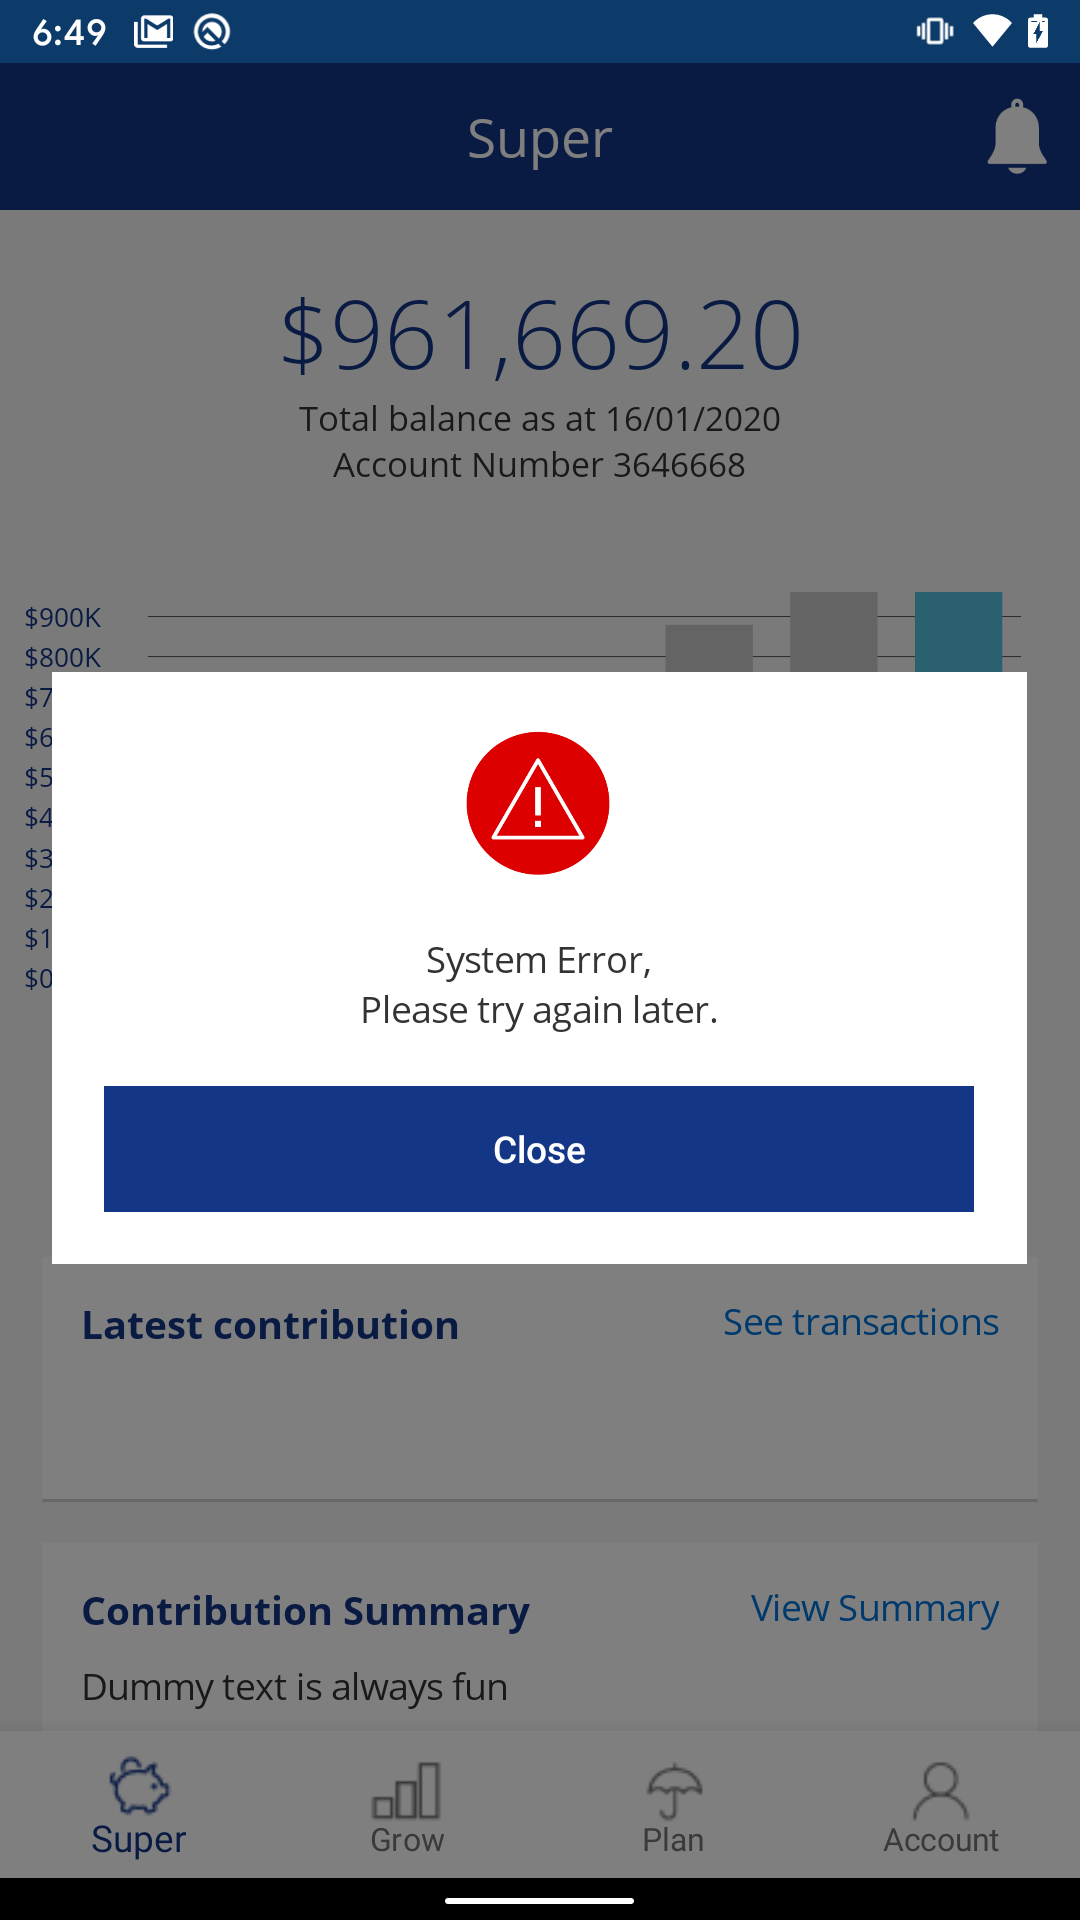 6:49
Super
$961,669.20
Total balance as at 16/01/2020
Account Number 3646668
$900K
$800K
$7
$6
$5
$4
$3
$2
$1
$0
System Error,
Please try again later.
Close
Latest contribution
See transactions
Contribution Summary
View Summary
Dummy text is always fun
Super
Grow
Plan
Account